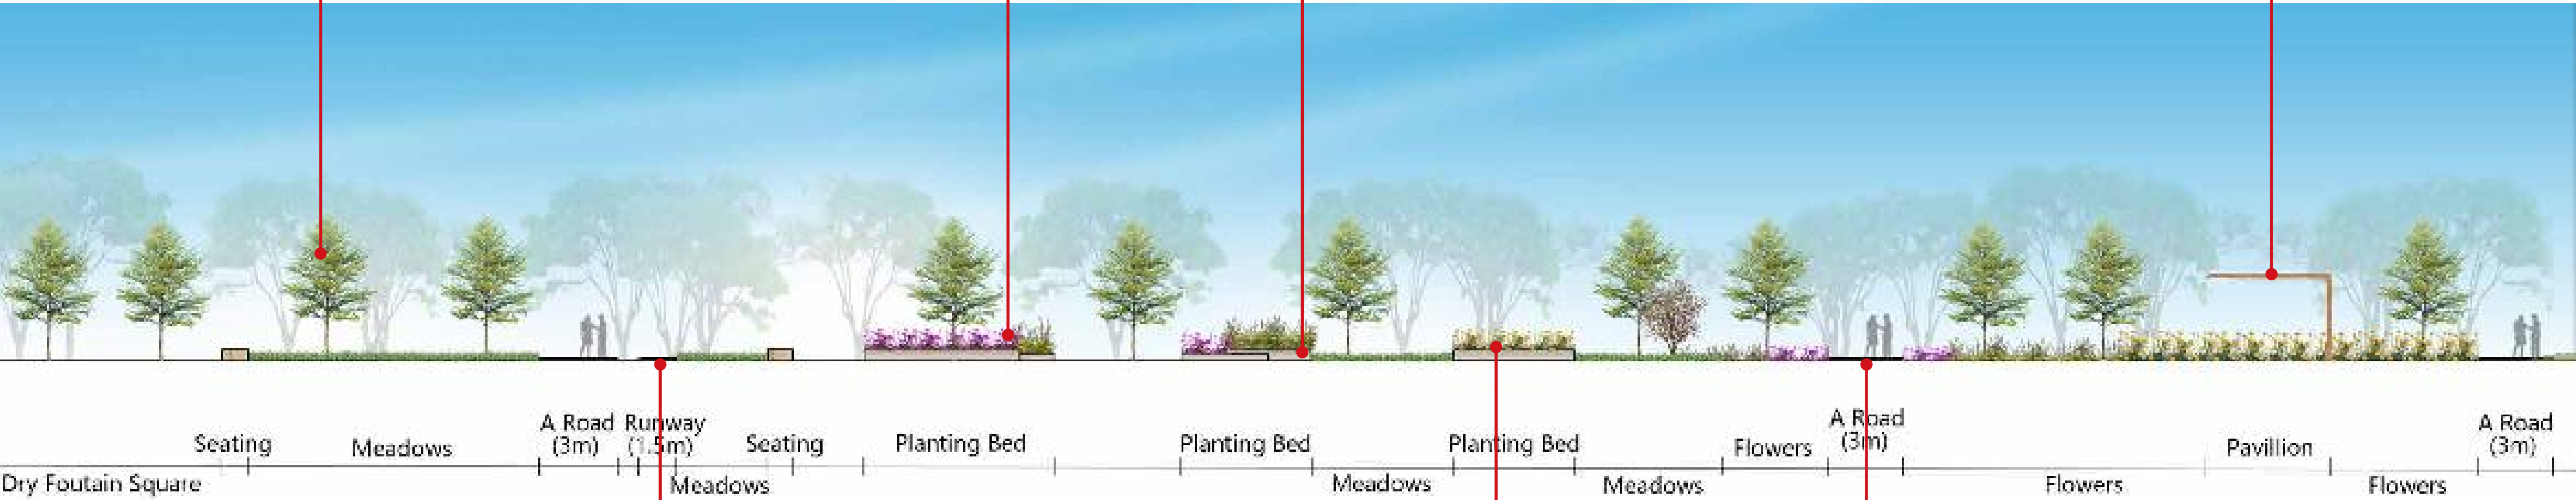 A Road
(3m)
Runway
(1.5m)
A Road
(3m)
A Road
(3m)
Seating
Meadows
Seating
Planting Bed
Planting Bed
Planting Bed
Flowers
Pavillion
Dry Foutain Square
Meadows
Meadows
Meadows
Flowers
Flowers